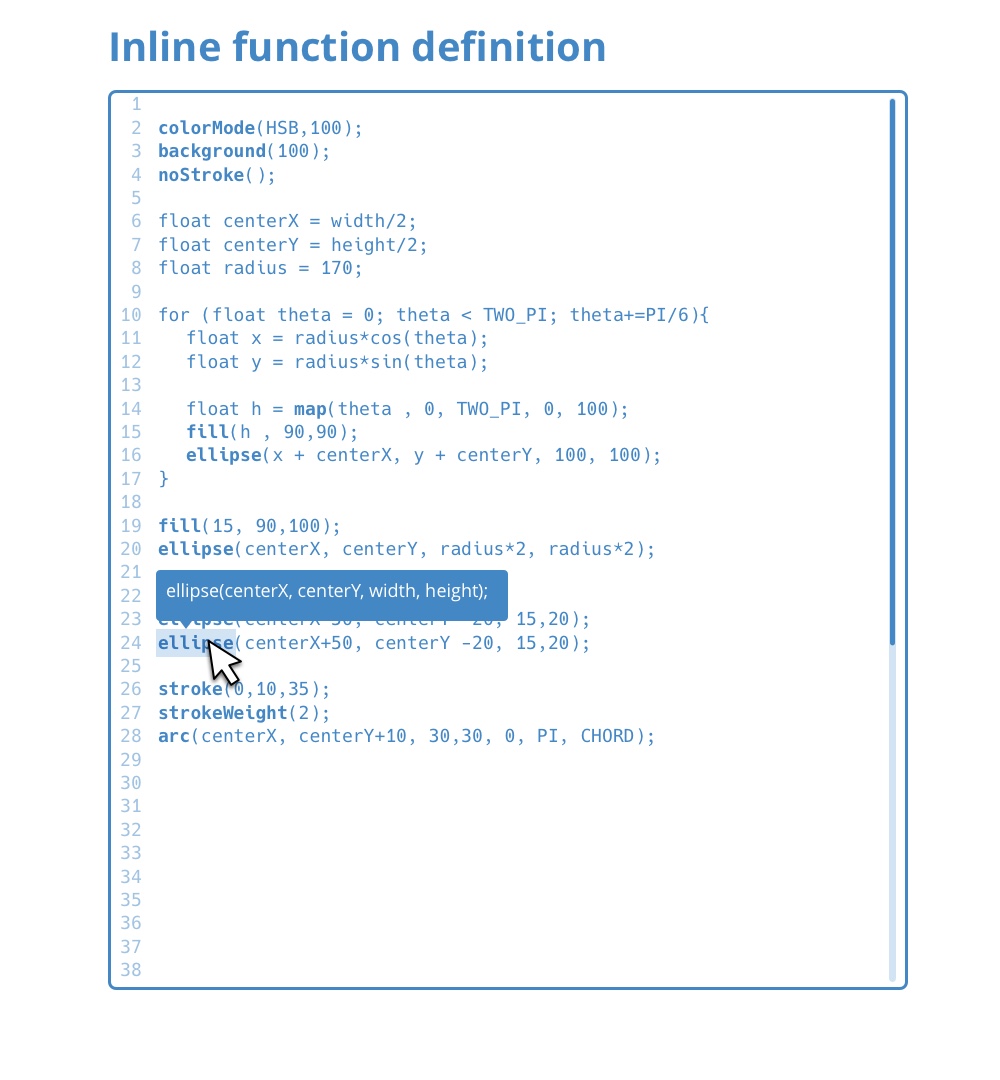 Inline function definition
1
2 colorMode(HSB,100);
3 background(100);
4 noStroke();
5
6 float centerX = width/2;
7 float centerY = height/2;
8 float radius = 170;
9
10 for (float theta = 0; theta < TWO_PI; theta+=PI/6){
11 float x = radius*cos(theta);
12 float y = radius*sin(theta);
13
14 float h = map(theta , 0, TWO_PI, 0, 100);
15 fill(h , 90,90);
16 ellipse(x + centerX, y + centerY, 100, 100);
17 }
18
19 fill(15, 90,100);
20 ellipse(centerX, centerY, radius*2, radius*2);
21
ellipse(centerX, centerY, width, height);
22
23 15,20);
24 ellipse(centerX+50, centerY -20, 15,20);
25
26 stroke(0,10,35);
27 strokeWeight(2);
28 arc(centerX, centerY+10, 30,30, 0, PI, CHORD);
29
30
31
32
33
34
35
36
37
38